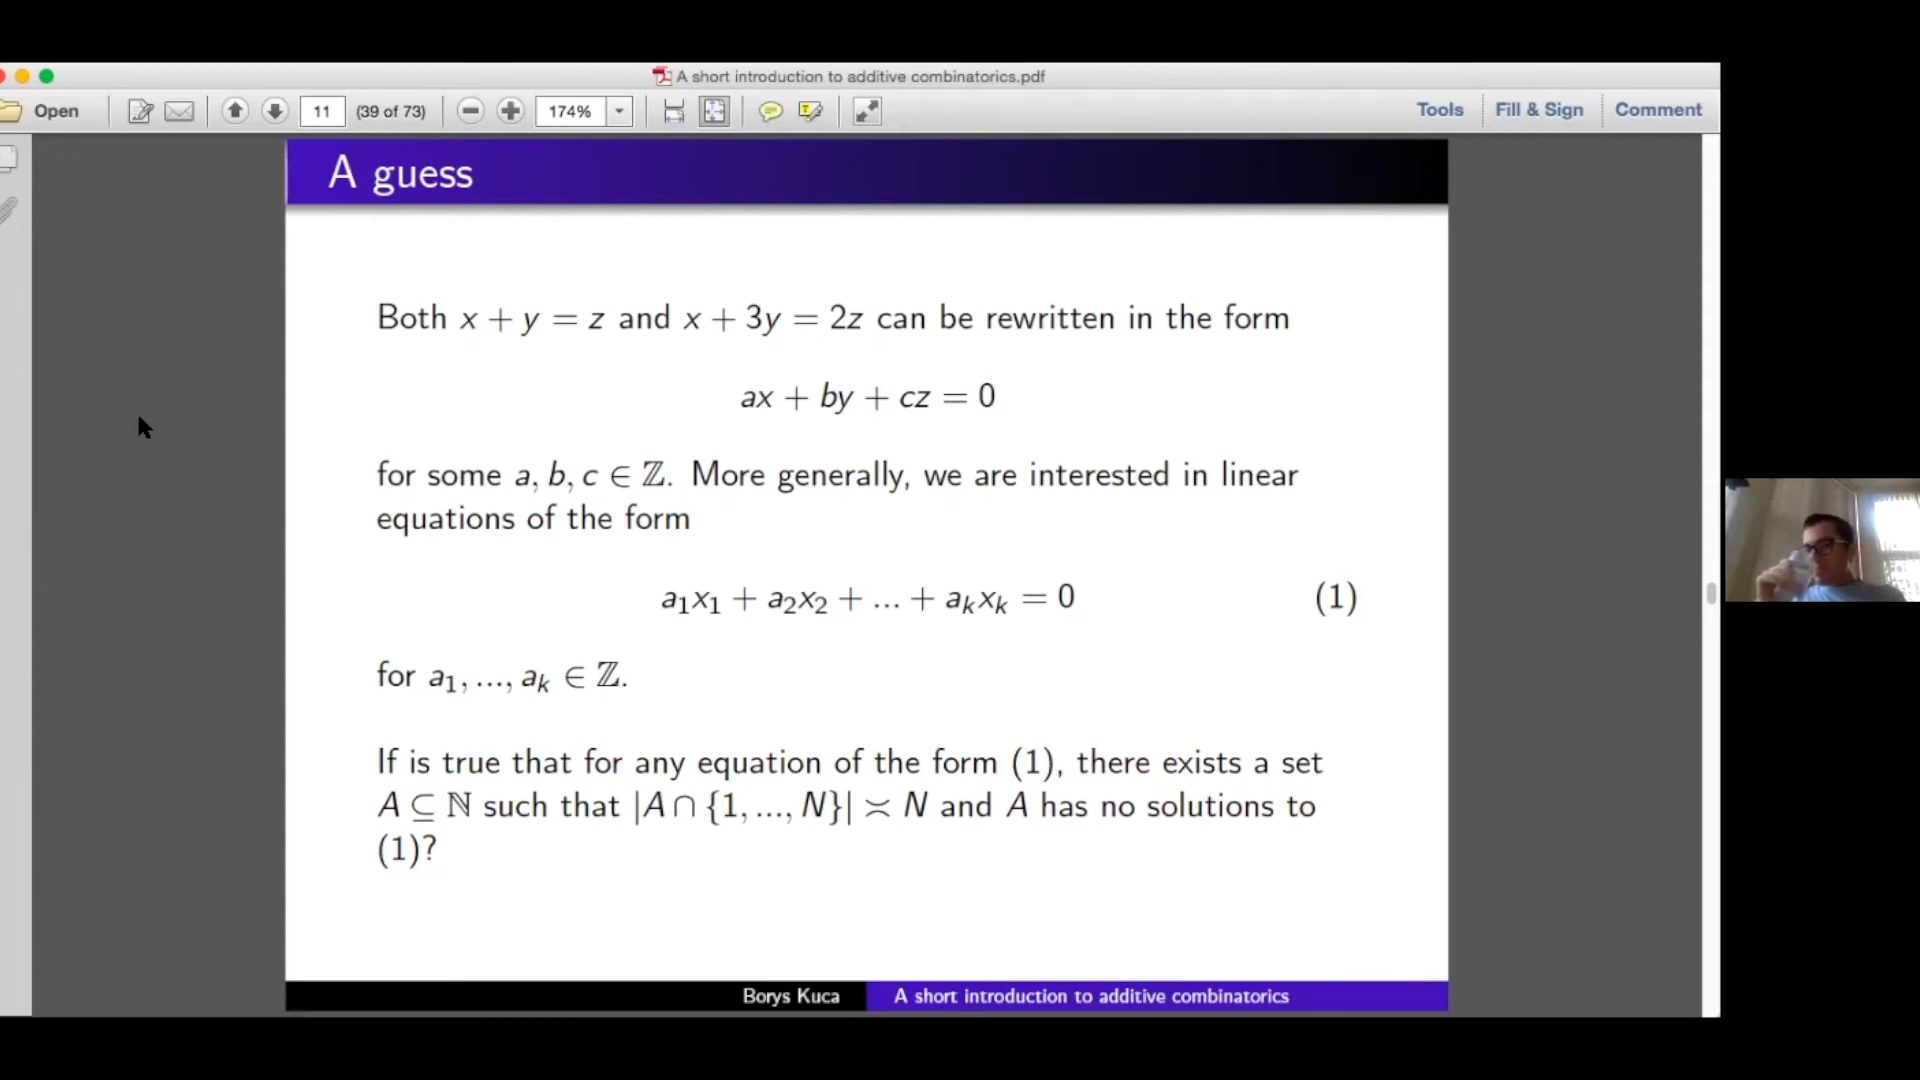 A short introduction to additive combinatorics.pdf
Open
11
(39 of 73)
174%
Tools
Fill & Sign
Comment
A guess
Both x + y = z and x + 3y = 2z can be rewritten in the form
ax + by + cz = 0
for some a, b, c ∈ ℤ. More generally, we are interested in linear
equations of the form
a₁x₁ + a₂x₂ + ... + aₖxₖ = 0 (1)
for a₁, ..., aₖ ∈ ℤ.
If is true that for any equation of the form (1), there exists a set
A ⊆ ℕ such that |A ∩ {1, ..., N}| ≍ N and A has no solutions to
(1)?
Borys Kuca
A short introduction to additive combinatorics